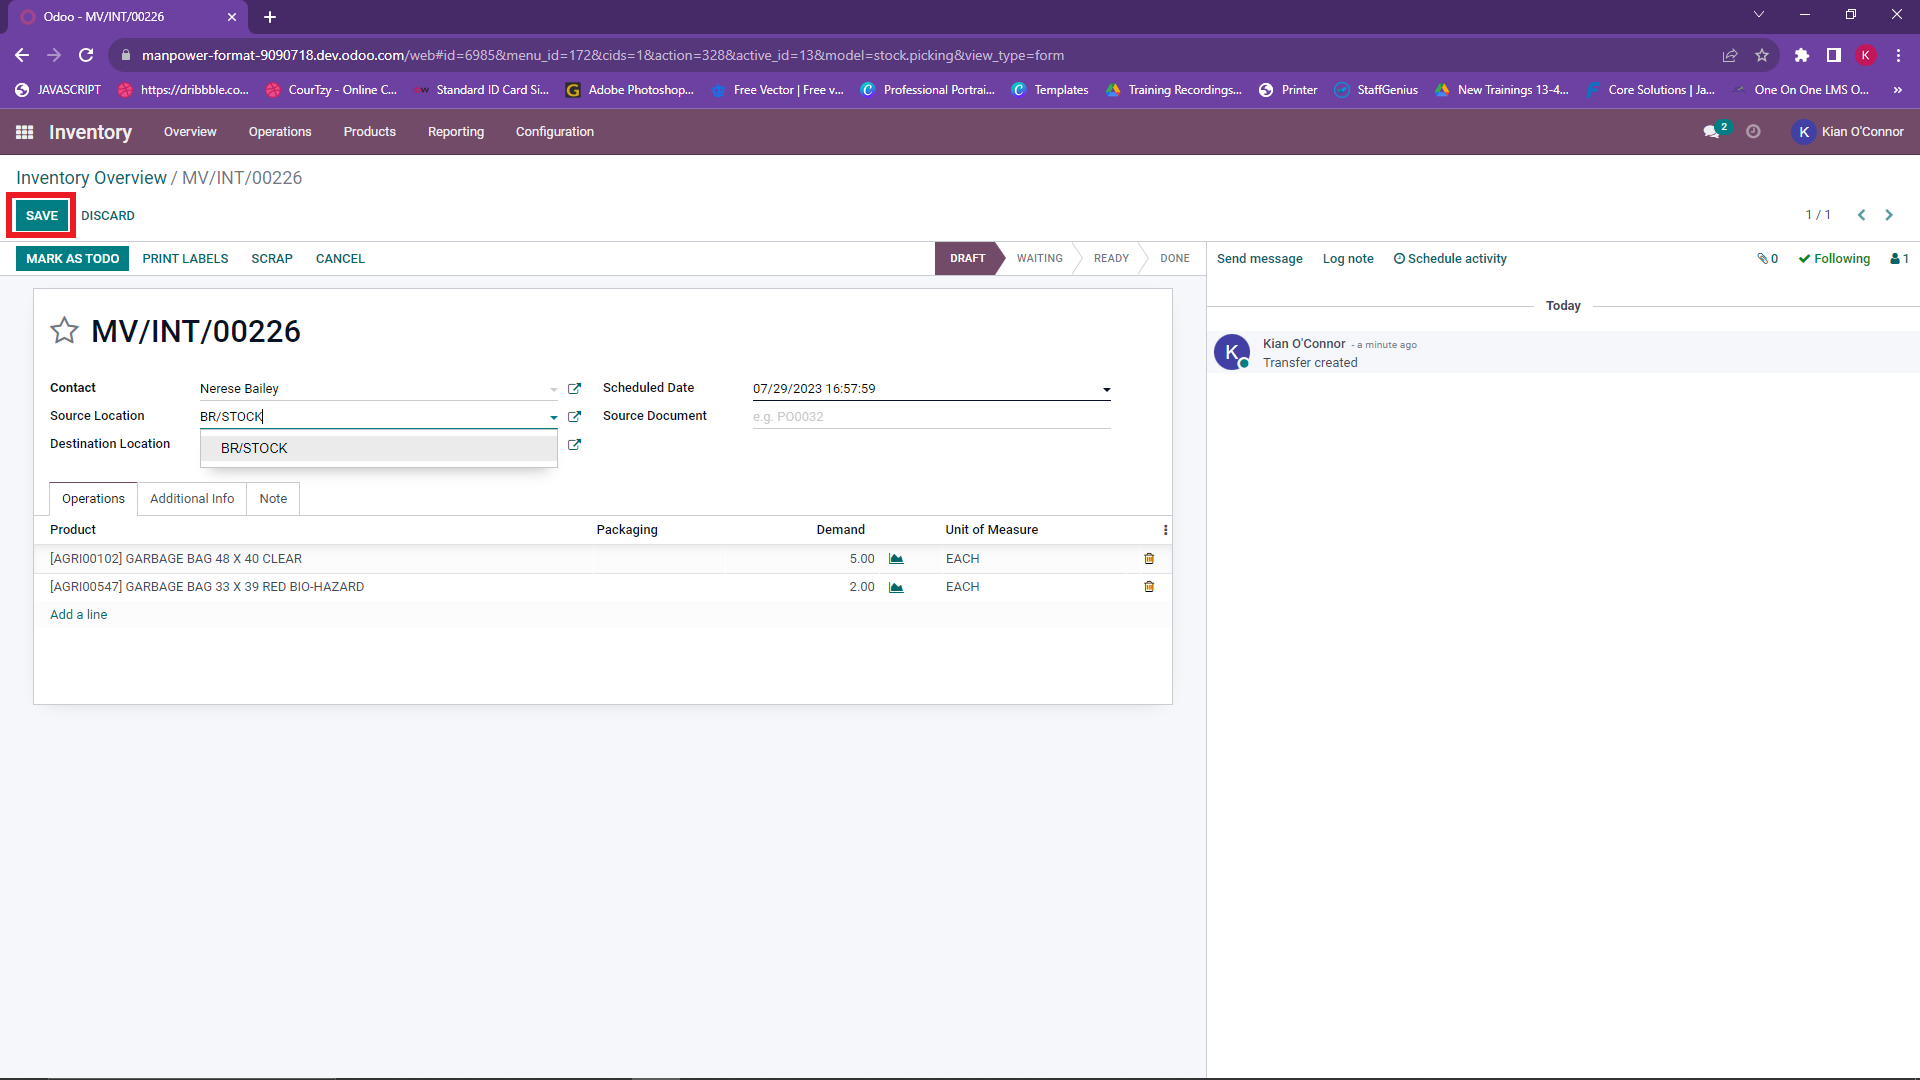 Odoo - MV/INT/00226
manpower-format-9090718.dev.odoo.com/web#id=6985&menu_id=172&cids=1&action=328&active_id=13&model=stock.picking&view_type=form
K
JAVASCRIPT https://dribbble.co... CourTzy - Online C... Standard ID Card Si... Adobe Photoshop... Free Vector | Free v... Professional Portrai... Templates Training Recordings... Printer StaffGenius New Trainings 13-4... Core Solutions | Ja... One On One LMS O... »
Inventory Overview Operations Products Reporting Configuration 2 K Kian O'Connor
Inventory Overview / MV/INT/00226
SAVE DISCARD 1 / 1
MARK AS TODO PRINT LABELS SCRAP CANCEL DRAFT WAITING READY DONE Send message Log note Schedule activity 0 Following 1
Today
MV/INT/00226
K Kian O'Connor - a minute ago
Transfer created
Contact Nerese Bailey Scheduled Date 07/29/2023 16:57:59
Source Location BR/STOCK Source Document e.g. PO0032
Destination Location BR/STOCK
Operations Additional Info Note
Product Packaging Demand Unit of Measure
[AGRI00102] GARBAGE BAG 48 X 40 CLEAR 5.00 EACH
[AGRI00547] GARBAGE BAG 33 X 39 RED BIO-HAZARD 2.00 EACH
Add a line